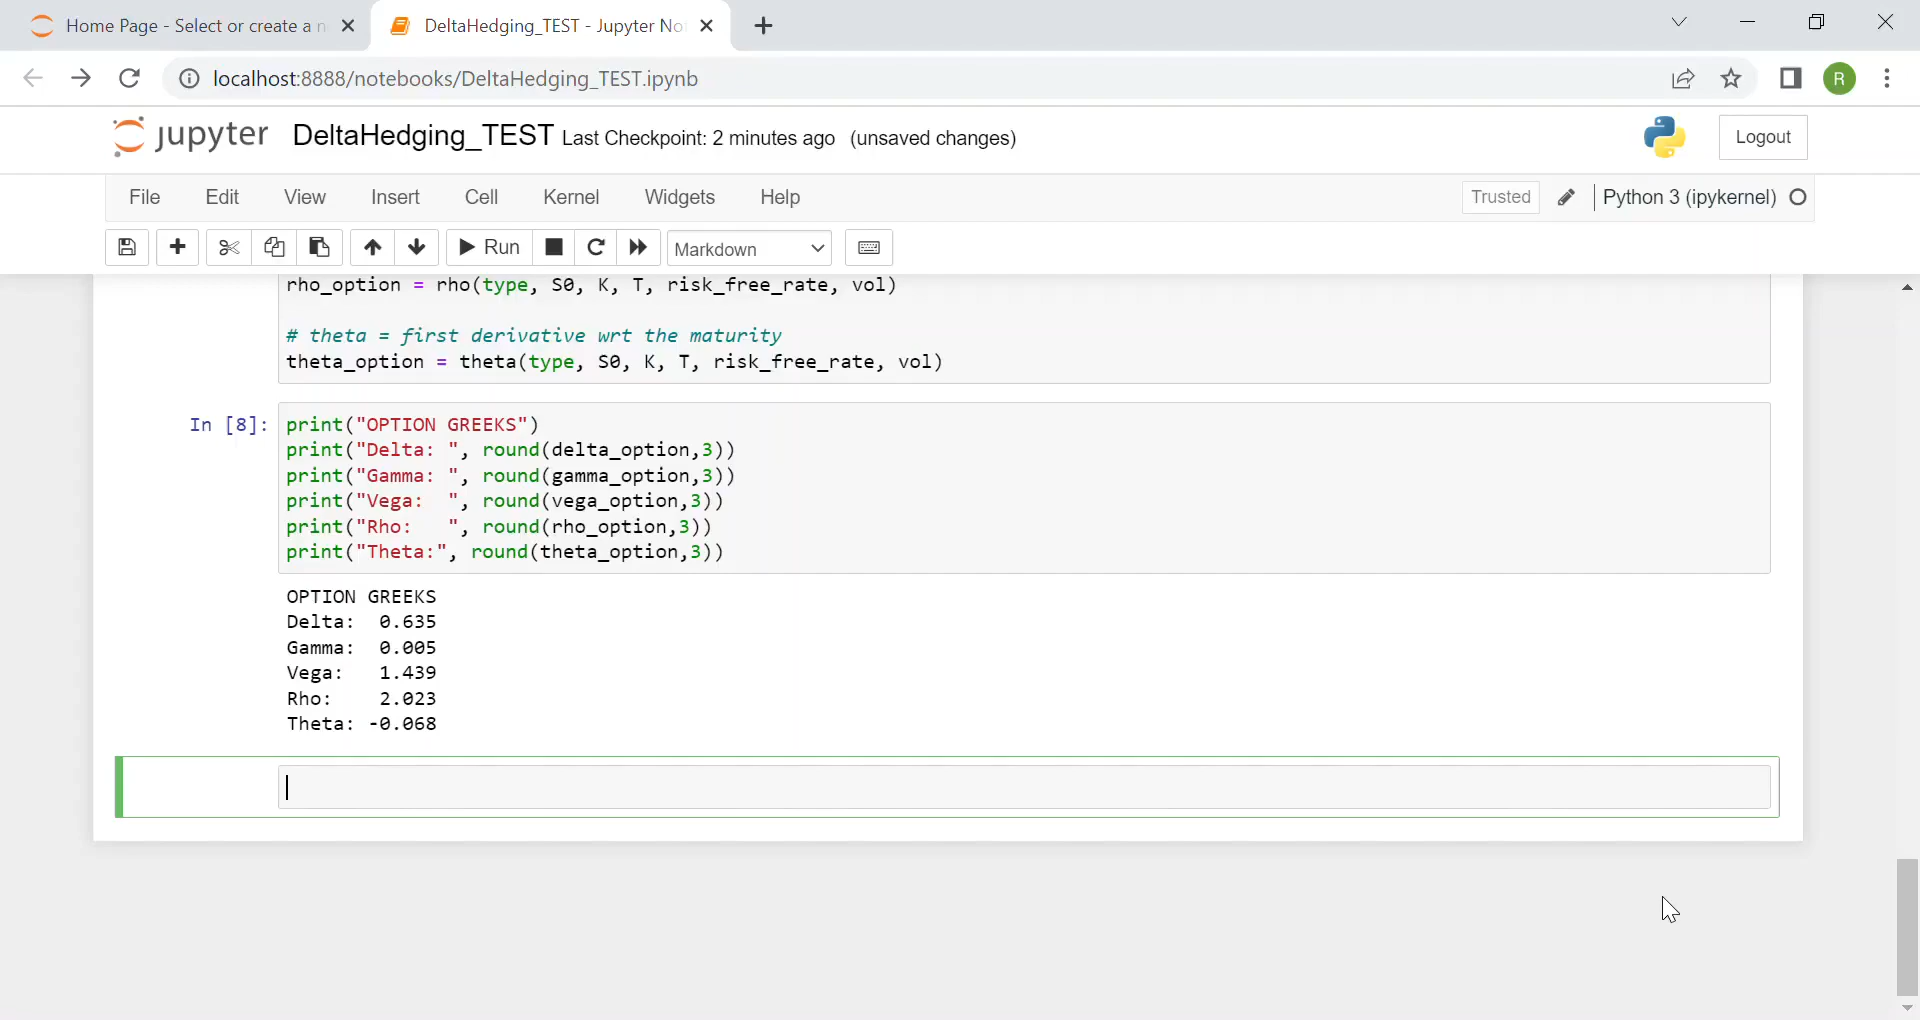 Home Page - Select or create a n
DeltaHedging_TEST - Jupyter No
localhost:8888/notebooks/DeltaHedging_TEST.ipynb
R
jupyter DeltaHedging_TEST Last Checkpoint: 2 minutes ago (unsaved changes)
Logout
File Edit View Insert Cell Kernel Widgets Help
Trusted Python 3 (ipykernel)
Run Markdown
rho_option = rho(type, S0, K, T, risk_free_rate, vol)
# theta = first derivative wrt the maturity
theta_option = theta(type, S0, K, T, risk_free_rate, vol)
In [8]: print("OPTION GREEKS")
print("Delta: ", round(delta_option,3))
print("Gamma: ", round(gamma_option,3))
print("Vega:  ", round(vega_option,3))
print("Rho:   ", round(rho_option,3))
print("Theta:", round(theta_option,3))
OPTION GREEKS
Delta:  0.635
Gamma:  0.005
Vega:   1.439
Rho:    2.023
Theta: -0.068